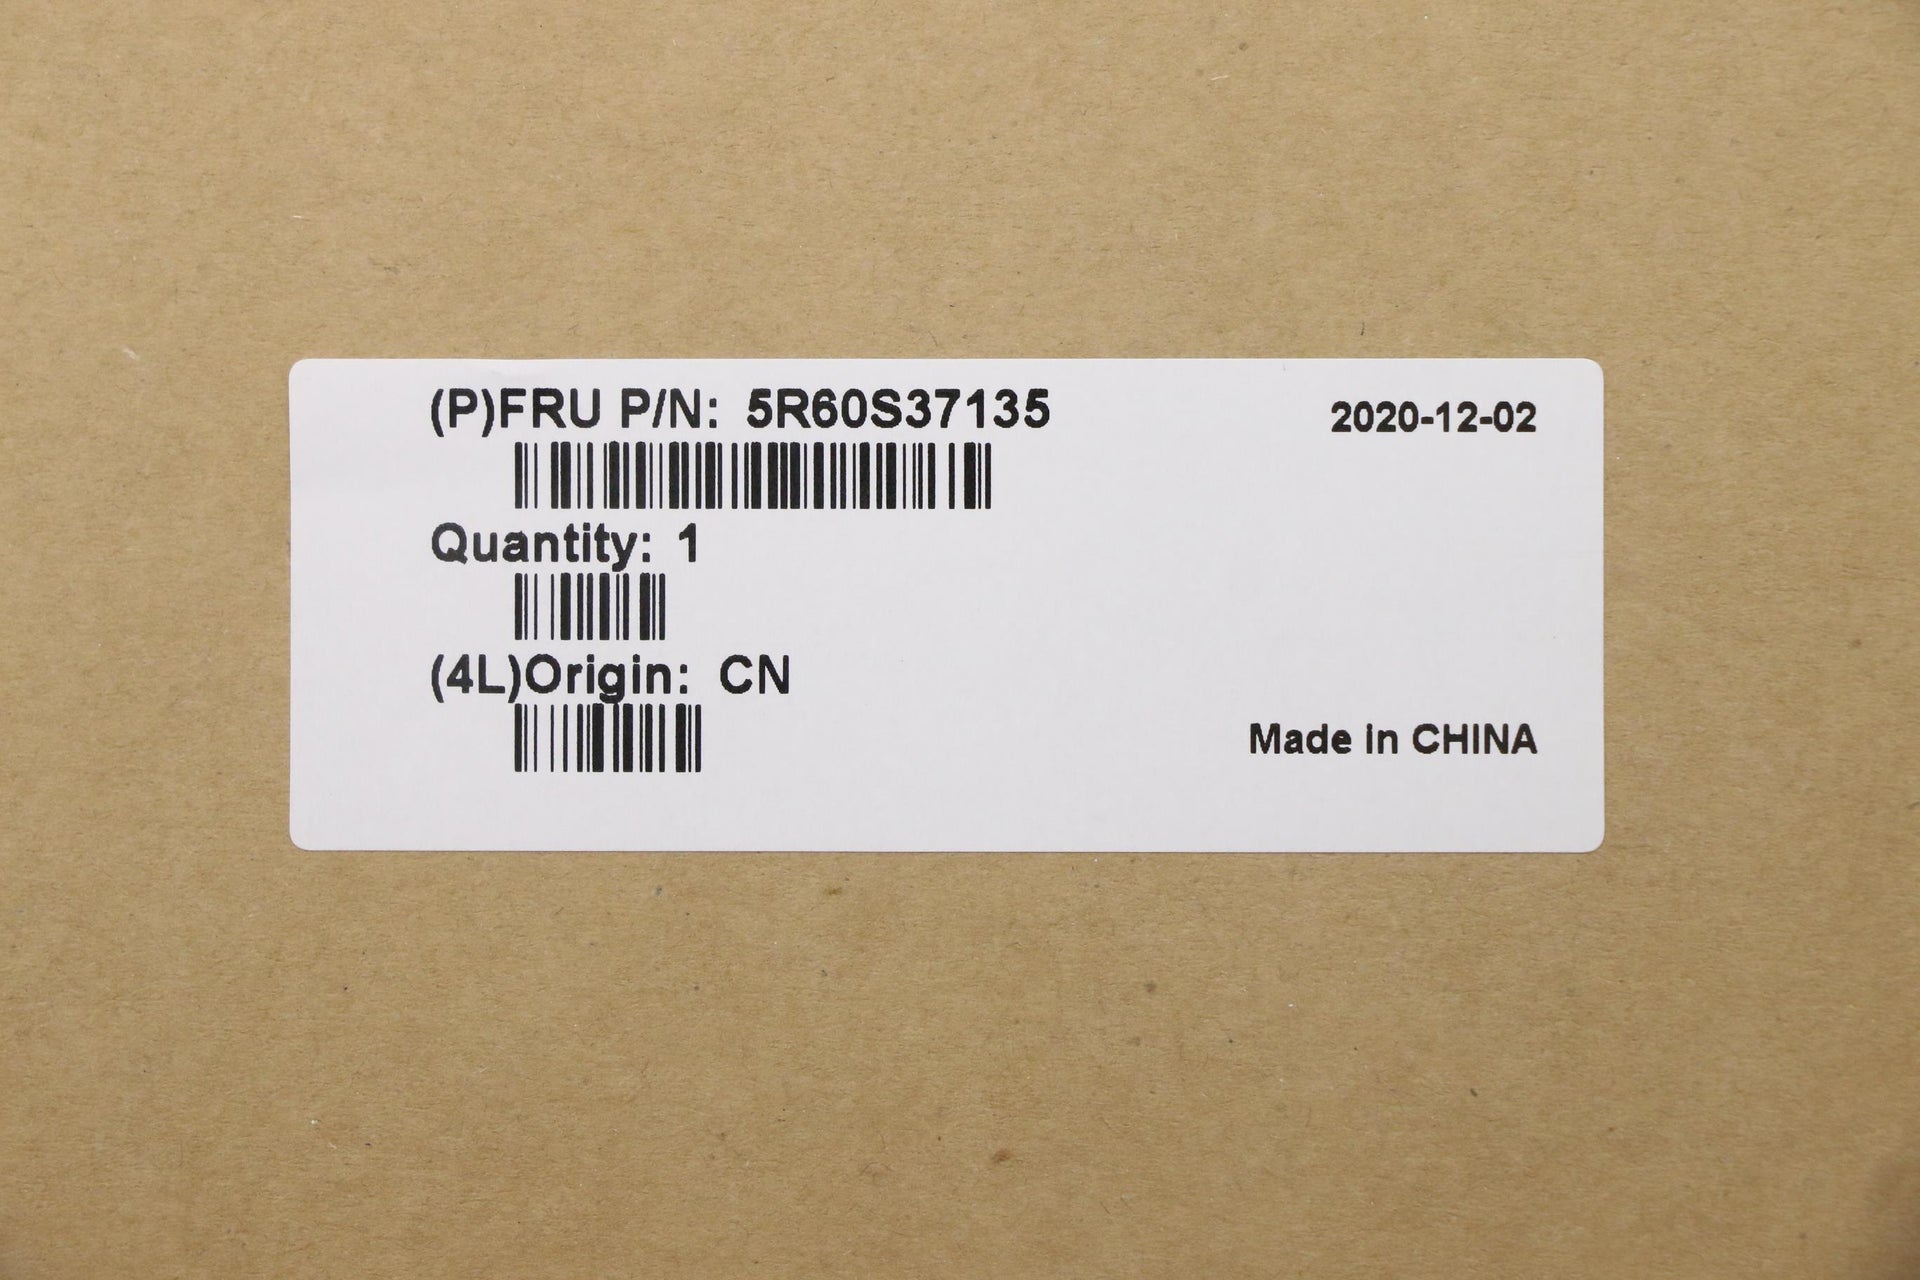 (P)FRU P/N: 5R60S37135
2020-12-02
Quantity: 1
(4L)Origin: CN
Made in CHINA